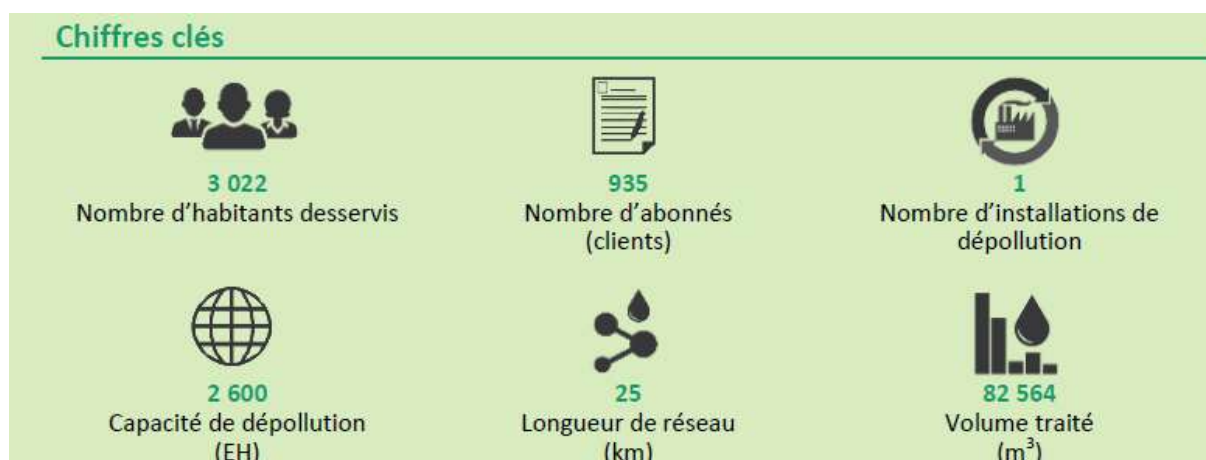 Chiffres clés
3 022
Nombre d’habitants desservis
935
Nombre d’abonnés
(clients)
1
Nombre d’installations de
dépollution
2 600
Capacité de dépollution
(EH)
25
Longueur de réseau
(km)
82 564
Volume traité
(m³)